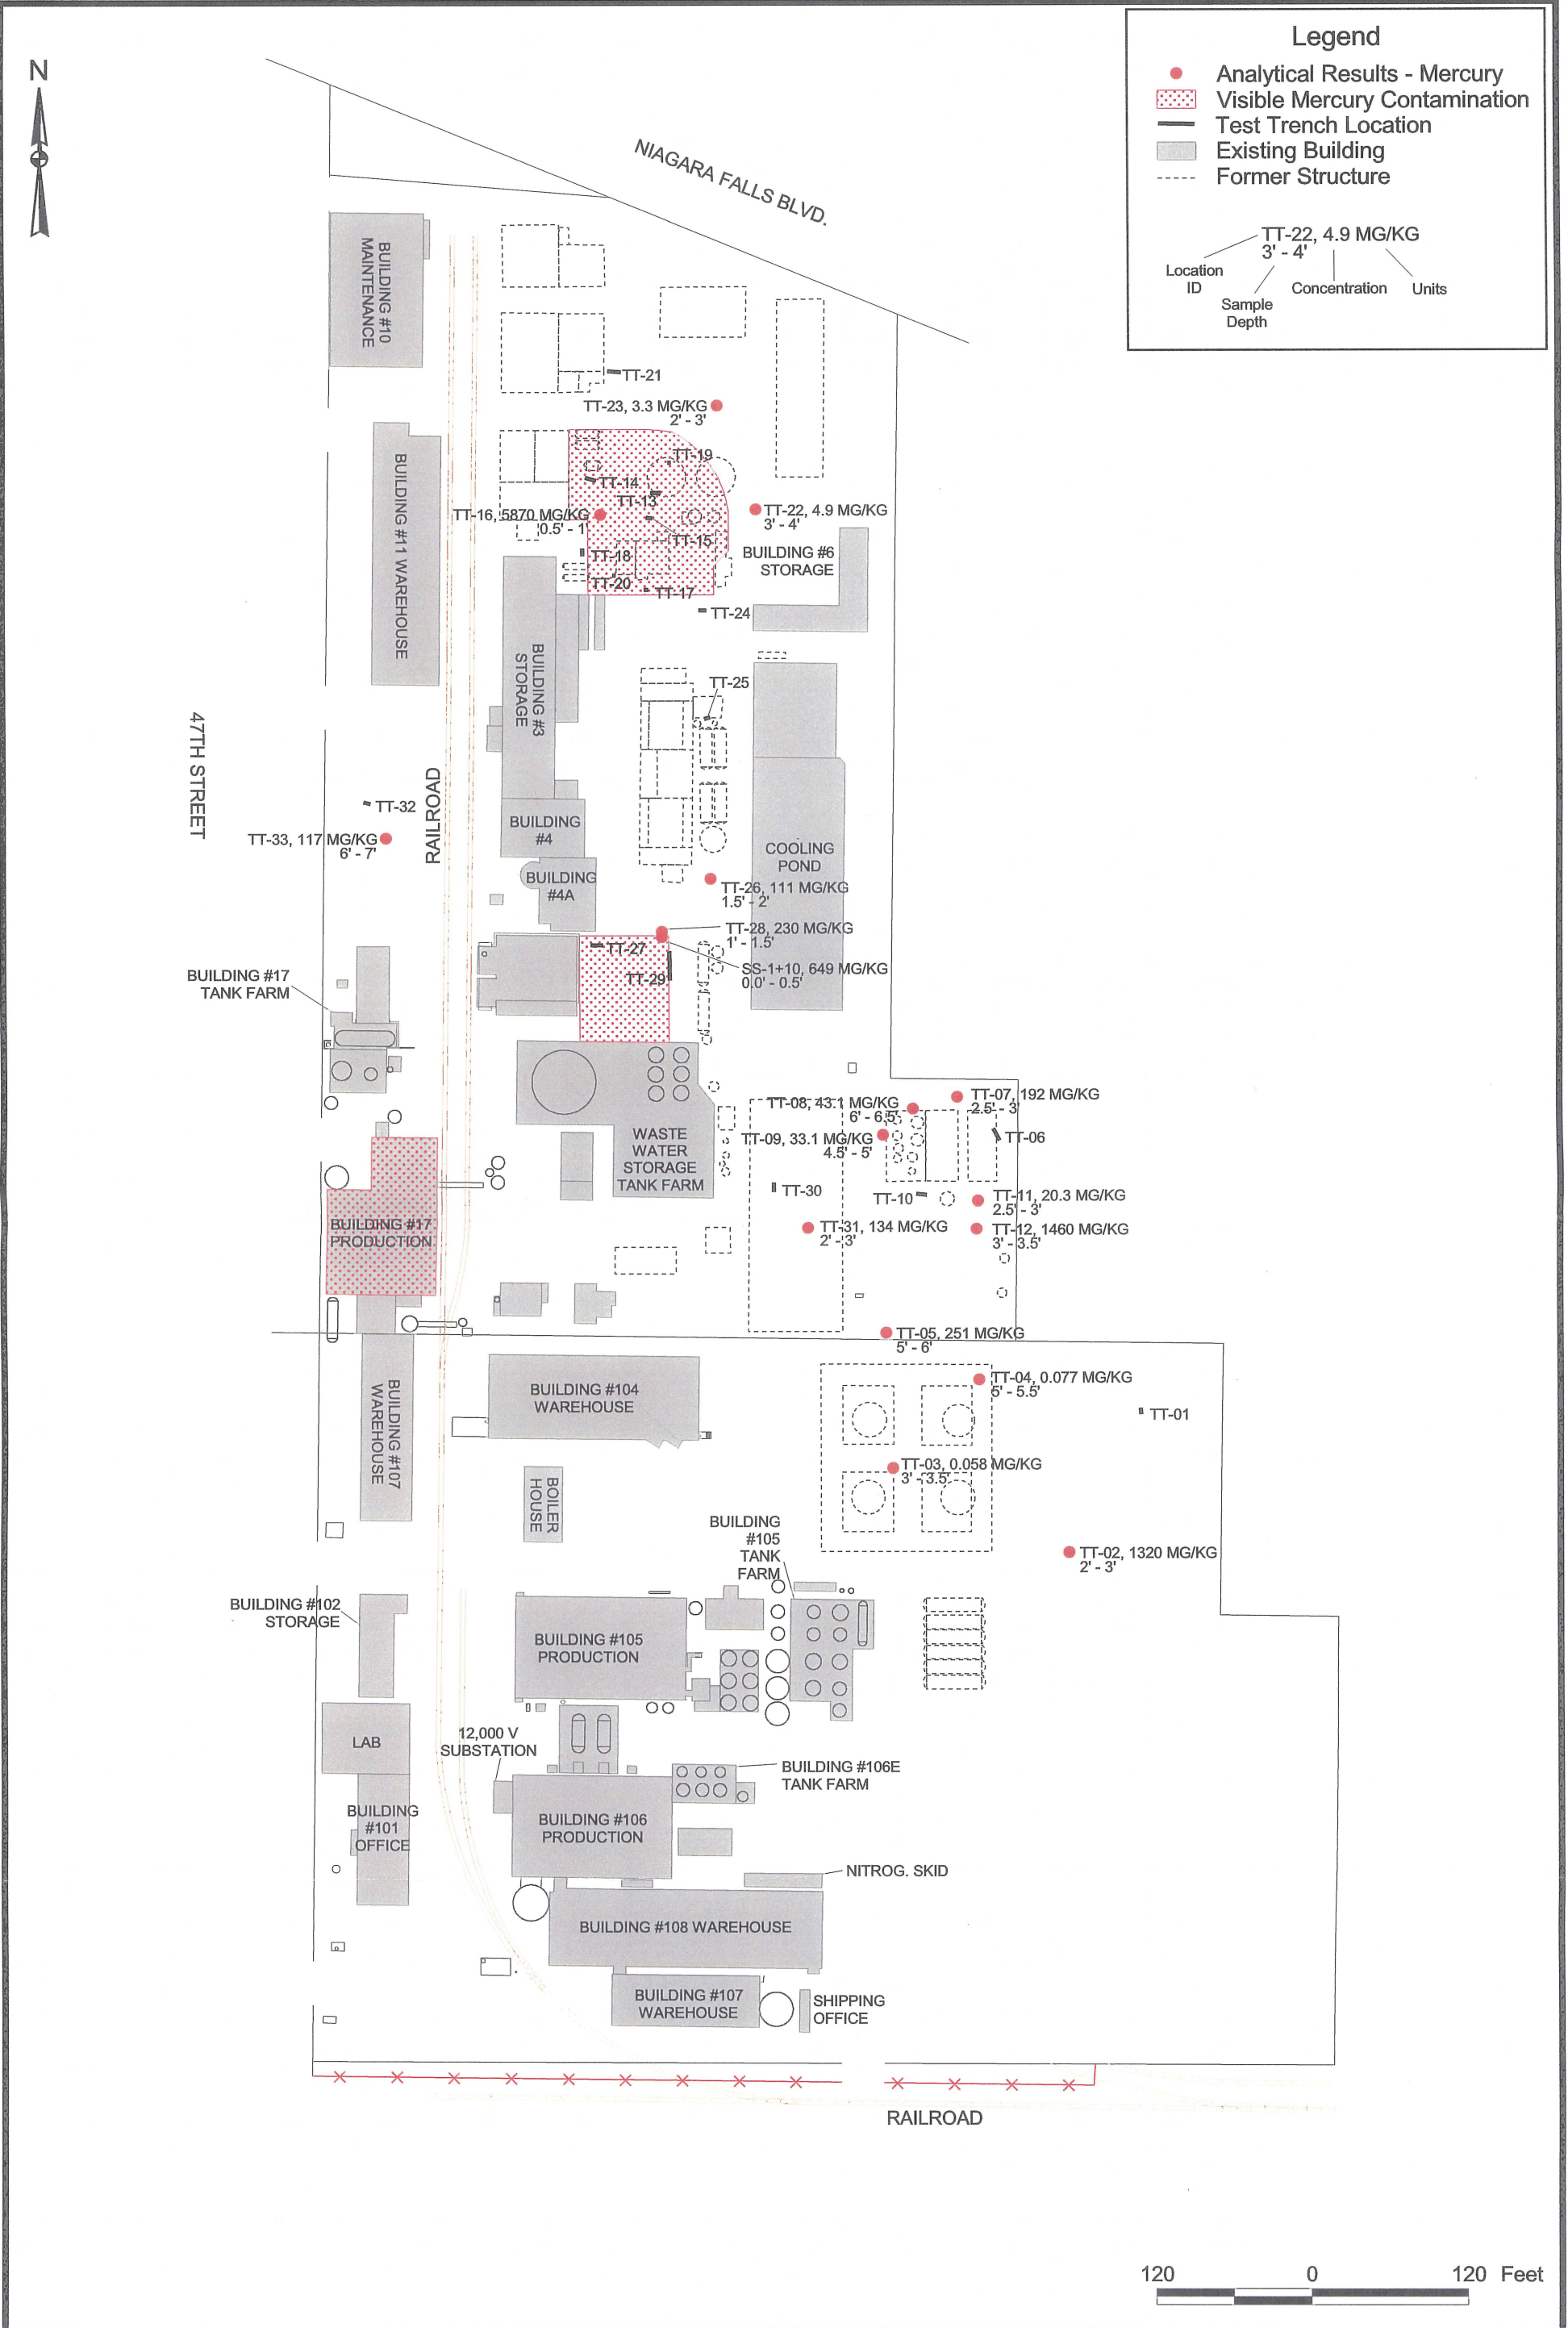 Legend
Analytical Results - Mercury
Visible Mercury Contamination
Test Trench Location
Existing Building
Former Structure
TT-22, 4.9 MG/KG
3' - 4'
Location
ID
Sample
Depth
Concentration
Units
N
NIAGARA FALLS BLVD.
BUILDING #10
MAINTENANCE
TT-21
TT-23, 3.3 MG/KG
2' - 3'
BUILDING #11 WAREHOUSE
TT-19
TT-14
TT-13
TT-16, 5870 MG/KG
0.5' - 1'
TT-22, 4.9 MG/KG
3' - 4'
TT-15
TT-18
TT-20
TT-17
BUILDING #6
STORAGE
TT-24
BUILDING #3
STORAGE
TT-25
47TH STREET
RAILROAD
TT-32
TT-33, 117 MG/KG
6' - 7'
BUILDING
#4
BUILDING
#4A
COOLING
POND
TT-26, 111 MG/KG
1.5' - 2'
TT-28, 230 MG/KG
1' - 1.5'
TT-27
TT-29
SS-1+10, 649 MG/KG
0.0' - 0.5'
BUILDING #17
TANK FARM
WASTE
WATER
STORAGE
TANK FARM
TT-08, 43.1 MG/KG
6' - 6.5'
TT-07, 192 MG/KG
2.5' - 3'
TT-09, 33.1 MG/KG
4.5' - 5'
TT-06
TT-30
TT-10
TT-11, 20.3 MG/KG
2.5' - 3'
TT-31, 134 MG/KG
2' - 3'
TT-12, 1460 MG/KG
3' - 3.5'
BUILDING #17
PRODUCTION
TT-05, 251 MG/KG
5' - 6'
BUILDING #107
WAREHOUSE
BUILDING #104
WAREHOUSE
TT-04, 0.077 MG/KG
5' - 5.5'
TT-01
TT-03, 0.058 MG/KG
3' - 3.5'
BOILER
HOUSE
BUILDING
#105
TANK
FARM
TT-02, 1320 MG/KG
2' - 3'
BUILDING #102
STORAGE
BUILDING #105
PRODUCTION
LAB
12,000 V
SUBSTATION
BUILDING #106E
TANK FARM
BUILDING
#101
OFFICE
BUILDING #106
PRODUCTION
NITROG. SKID
BUILDING #108 WAREHOUSE
BUILDING #107
WAREHOUSE
SHIPPING
OFFICE
RAILROAD
120 0 120 Feet